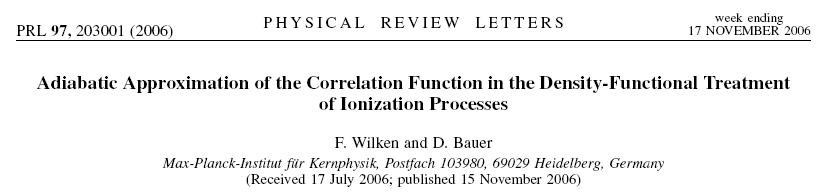 PRL 97, 203001 (2006)
PHYSICAL REVIEW LETTERS
week ending
17 NOVEMBER 2006
Adiabatic Approximation of the Correlation Function in the Density-Functional Treatment
of Ionization Processes
F. Wilken and D. Bauer
Max-Planck-Institut für Kernphysik, Postfach 103980, 69029 Heidelberg, Germany
(Received 17 July 2006; published 15 November 2006)